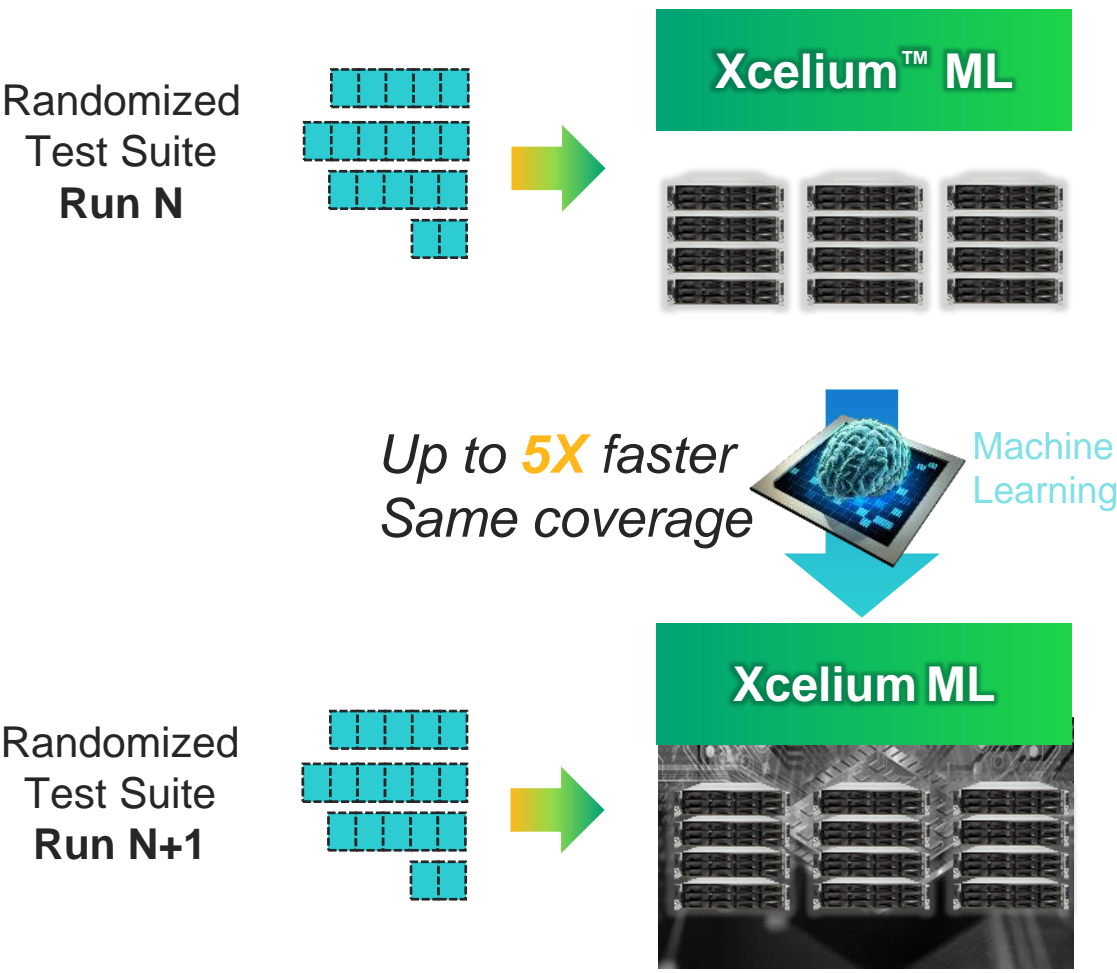 Xcelium™ ML
Randomized
Test Suite
Run N
Up to 5X faster
Same coverage
Machine
Learning
Xcelium ML
Randomized
Test Suite
Run N+1